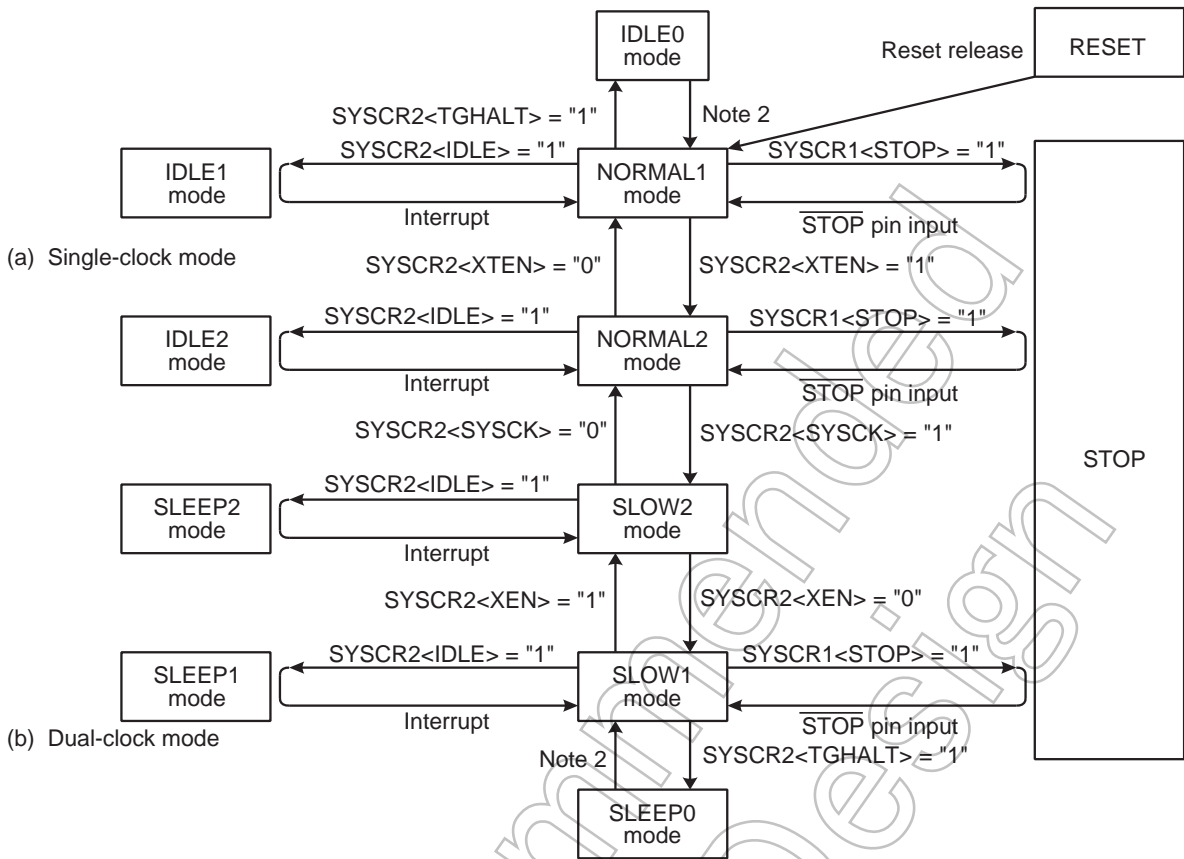 IDLE0
mode
Reset release
RESET
SYSCR2<TGHALT> = "1"
Note 2
SYSCR2<IDLE> = "1"
SYSCR1<STOP> = "1"
IDLE1
mode
NORMAL1
mode
Interrupt
STOP pin input
(a) Single-clock mode
SYSCR2<XTEN> = "0"
SYSCR2<XTEN> = "1"
SYSCR2<IDLE> = "1"
SYSCR1<STOP> = "1"
IDLE2
mode
NORMAL2
mode
Interrupt
STOP pin input
SYSCR2<SYSCK> = "0"
SYSCR2<SYSCK> = "1"
STOP
SYSCR2<IDLE> = "1"
SLEEP2
mode
SLOW2
mode
Interrupt
SYSCR2<XEN> = "1"
SYSCR2<XEN> = "0"
SYSCR2<IDLE> = "1"
SYSCR1<STOP> = "1"
SLEEP1
mode
SLOW1
mode
Interrupt
STOP pin input
(b) Dual-clock mode
Note 2
SYSCR2<TGHALT> = "1"
SLEEP0
mode